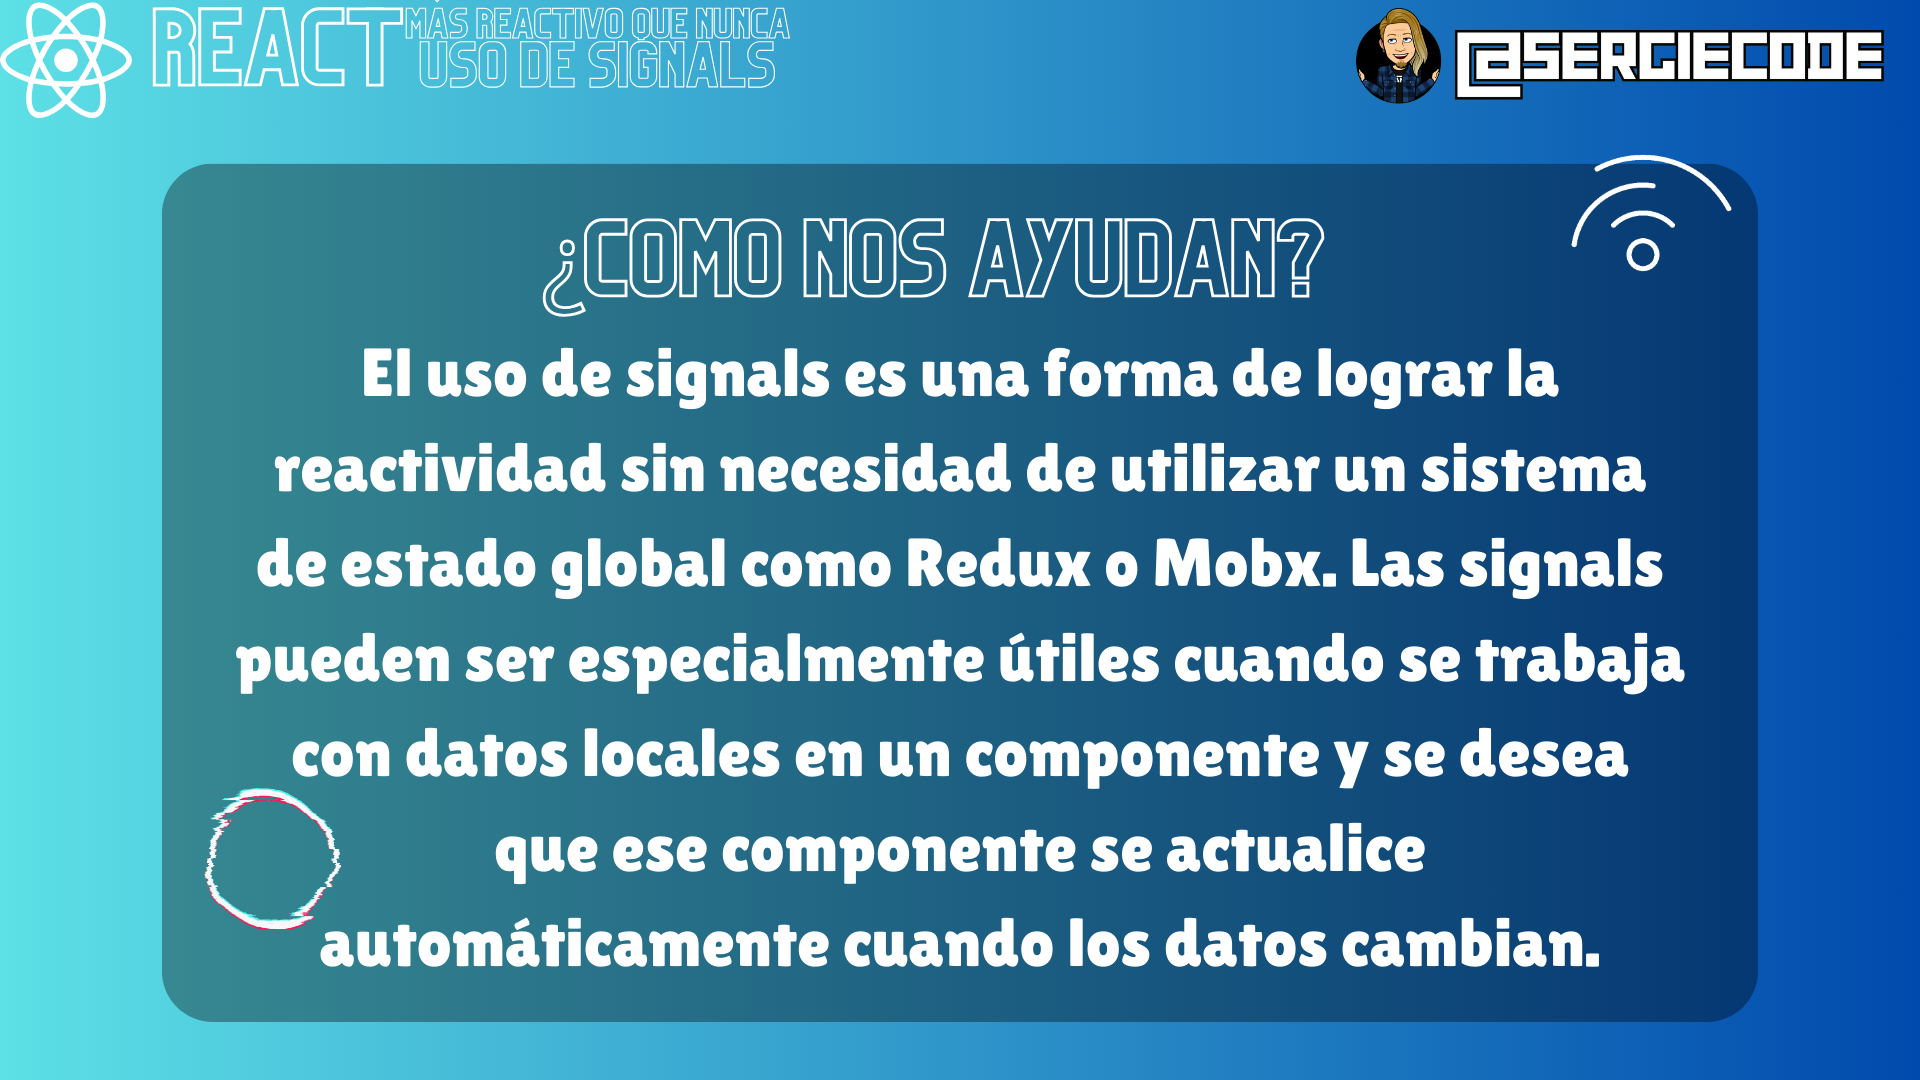 REACT
MÁS REACTIVO QUE NUNCA
USO DE SIGNALS
@SERGIECODE
¿COMO NOS AYUDAN?
El uso de signals es una forma de lograr la
reactividad sin necesidad de utilizar un sistema
de estado global como Redux o Mobx. Las signals
pueden ser especialmente útiles cuando se trabaja
con datos locales en un componente y se desea
que ese componente se actualice
automáticamente cuando los datos cambian.